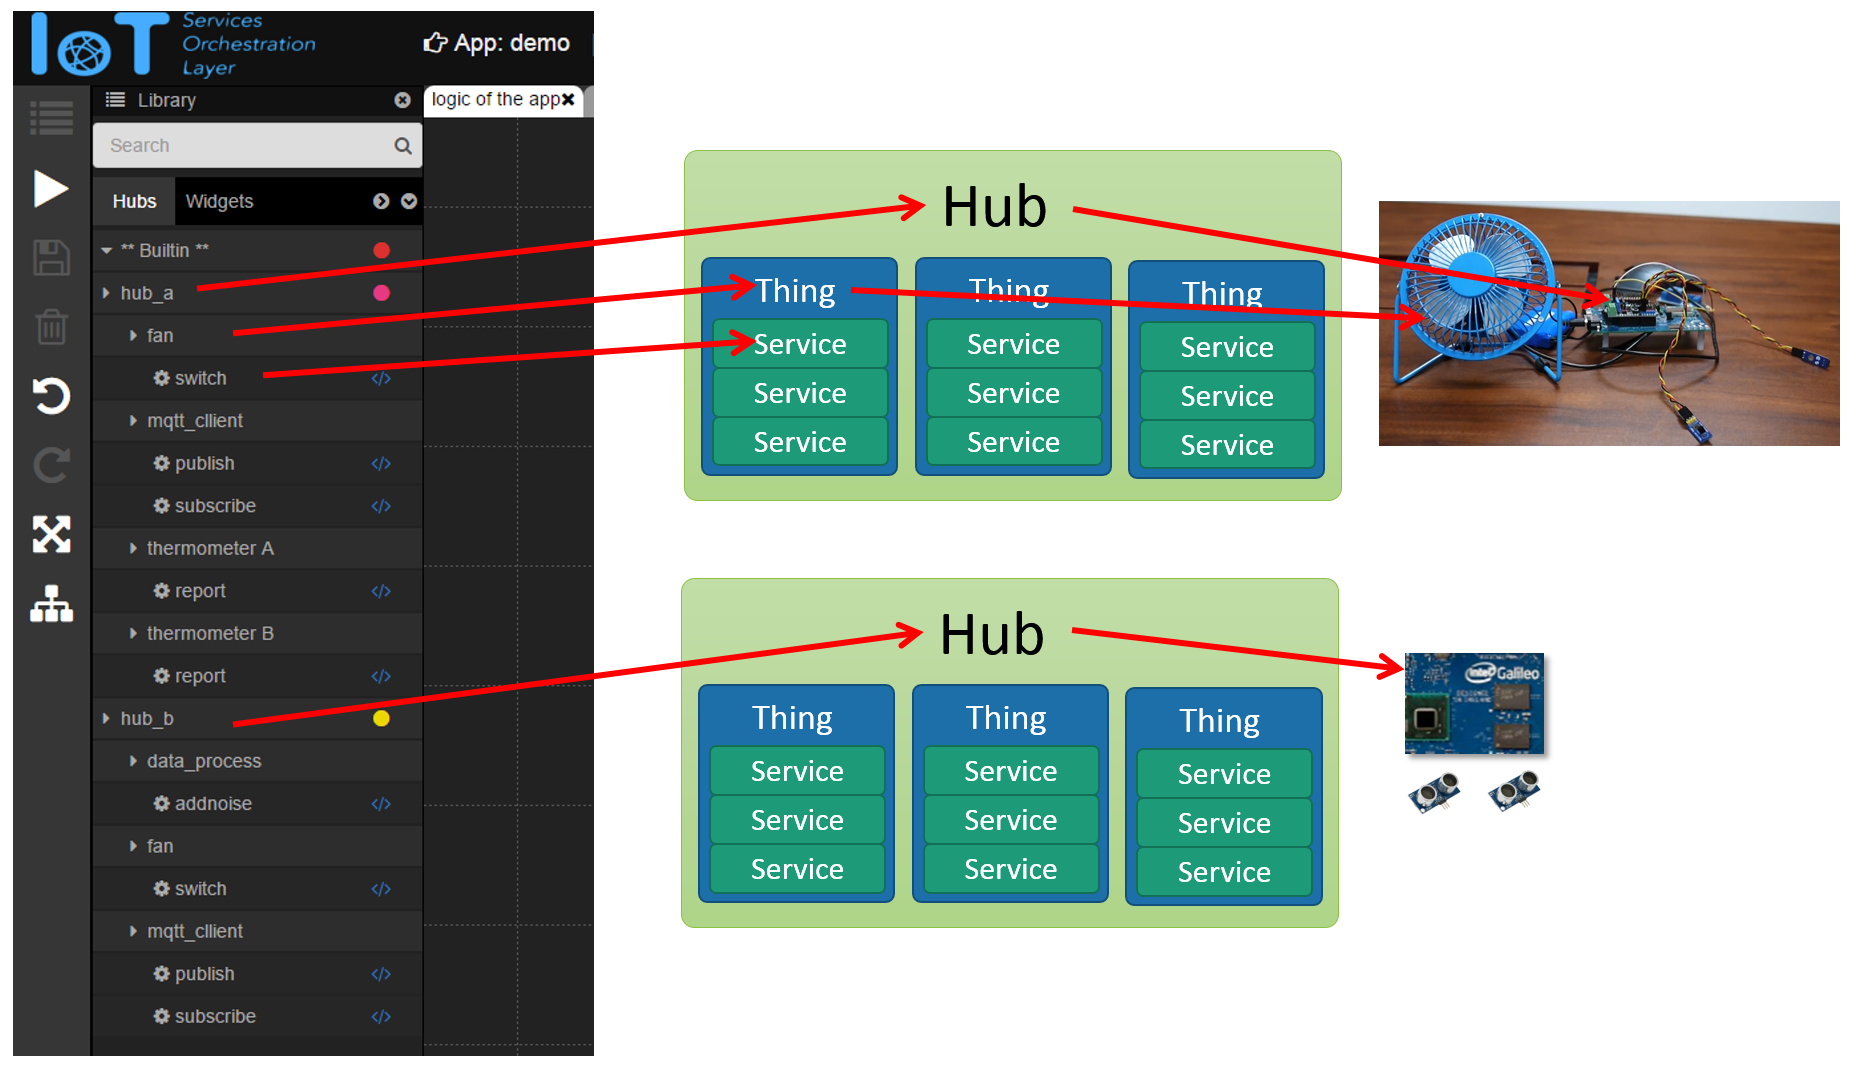 IoT
Services
Orchestration
Layer
App: demo
Library
logic of the app
Search
Hubs
Widgets
** Builtin **
hub_a
fan
switch
</>
mqtt_cllient
publish
</>
subscribe
</>
thermometer A
report
</>
thermometer B
report
</>
hub_b
data_process
addnoise
</>
fan
switch
</>
mqtt_cllient
publish
</>
subscribe
</>
Hub
Thing
Service
Service
Service
Thing
Service
Service
Service
Thing
Service
Service
Service
Hub
Thing
Service
Service
Service
Thing
Service
Service
Service
Thing
Service
Service
Service
intel Galileo